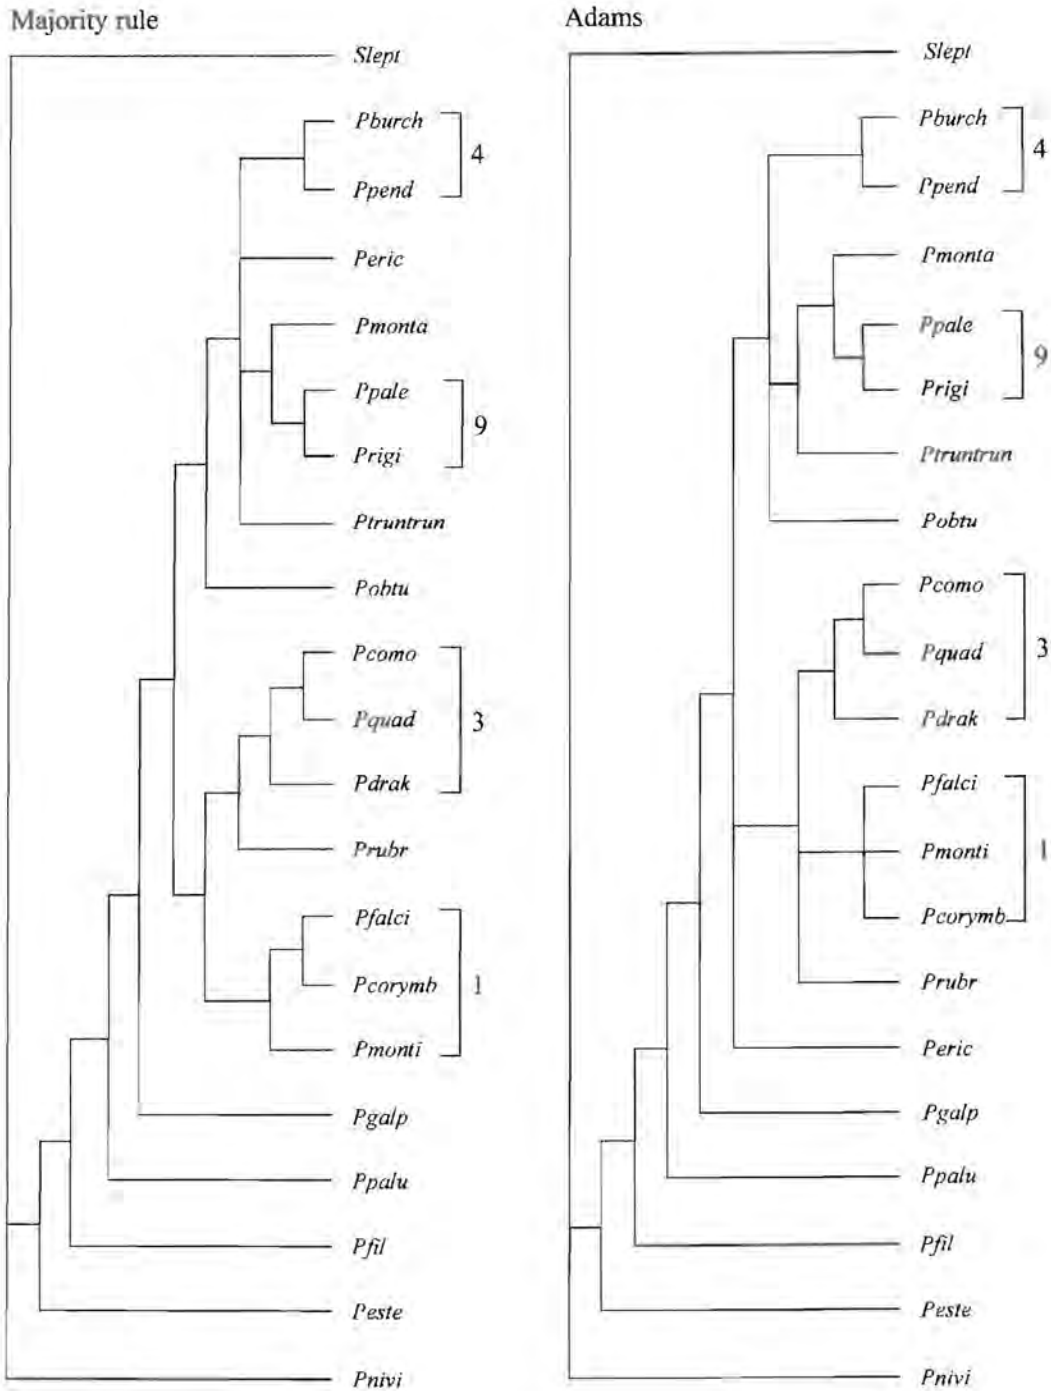 Majority rule
Slept
Pburch
Ppend
4
Peric
Pmonta
Ppale
Prigi
9
Ptruntrun
Pobtu
Pcomo
Pquad
Pdrak
3
Prubr
Pfalci
Pcorymb
Pmonti
1
Pgalp
Ppalu
Pfil
Peste
Pnivi
Adams
Slept
Pburch
Ppend
4
Pmonta
Ppale
Prigi
9
Ptruntrun
Pobtu
Pcomo
Pquad
Pdrak
3
Pfalci
Pmonti
Pcorymb
1
Prubr
Peric
Pgalp
Ppalu
Pfil
Peste
Pnivi